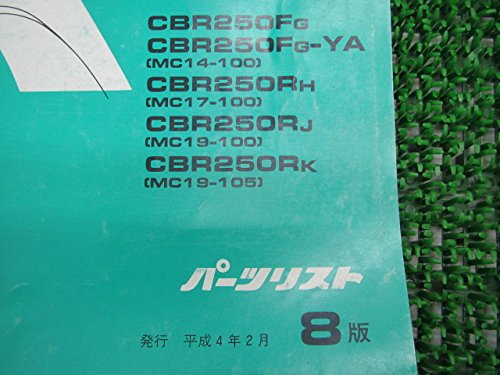 CBR250FG
CBR250FG-YA
(MC14-100)
CBR250RH
(MC17-100)
CBR250RJ
(MC19-100)
CBR250RK
(MC19-105)
パーツリスト
発行 平成4年2月 8版